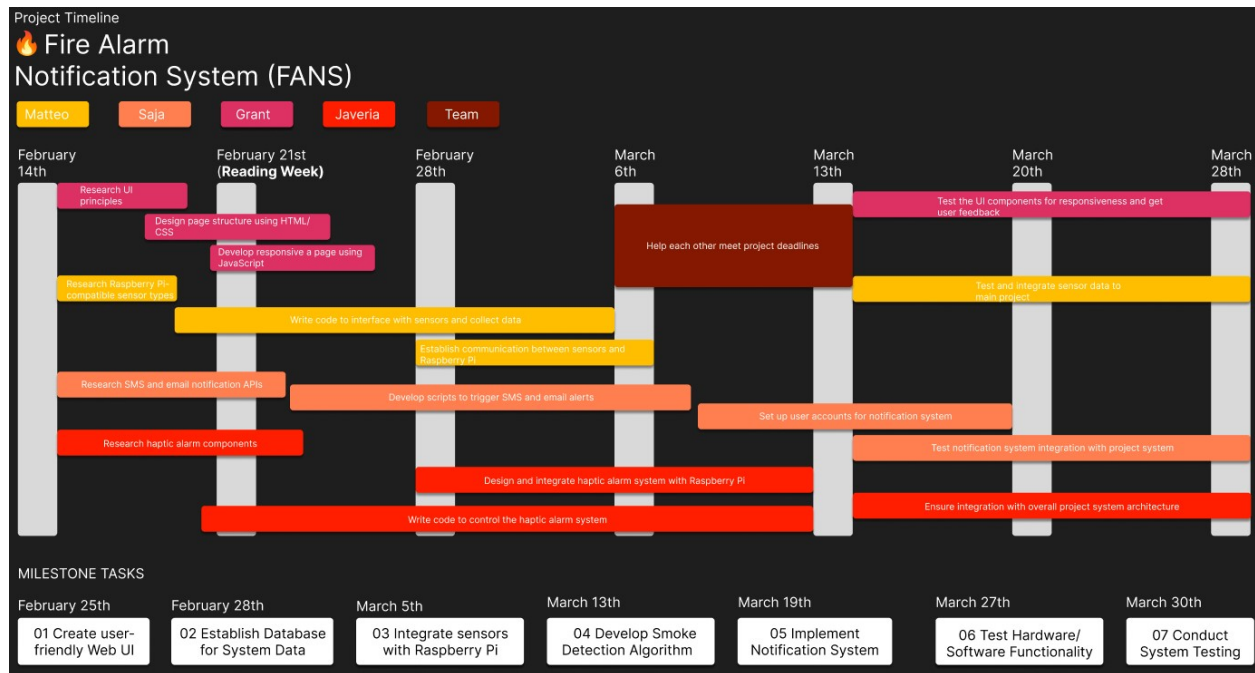 Project Timeline
🔥 Fire Alarm
Notification System (FANS)
Matteo
Saja
Grant
Javeria
Team
February
14th
February 21st
(Reading Week)
February
28th
March
6th
March
13th
March
20th
March
28th
Research UI
principles
Design page structure using HTML/
CSS
Develop responsive a page using
JavaScript
Help each other meet project deadlines
Test the UI components for responsiveness and get
user feedback
Research Raspberry Pi-
compatible sensor types
Test and integrate sensor data to
main project
Write code to interface with sensors and collect data
Establish communication between sensors and
Raspberry PI
Research SMS and email notification APIs
Develop scripts to trigger SMS and email alerts
Set up user accounts for notification system
Research haptic alarm components
Test notification system integration with project system
Design and integrate haptic alarm system with Raspberry PI
Ensure integration with overall project system architecture
Write code to control the haptic alarm system
MILESTONE TASKS
February 25th
01 Create user-
friendly Web UI
February 28th
02 Establish Database
for System Data
March 5th
03 Integrate sensors
with Raspberry Pi
March 13th
04 Develop Smoke
Detection Algorithm
March 19th
05 Implement
Notification System
March 27th
06 Test Hardware/
Software Functionality
March 30th
07 Conduct
System Testing